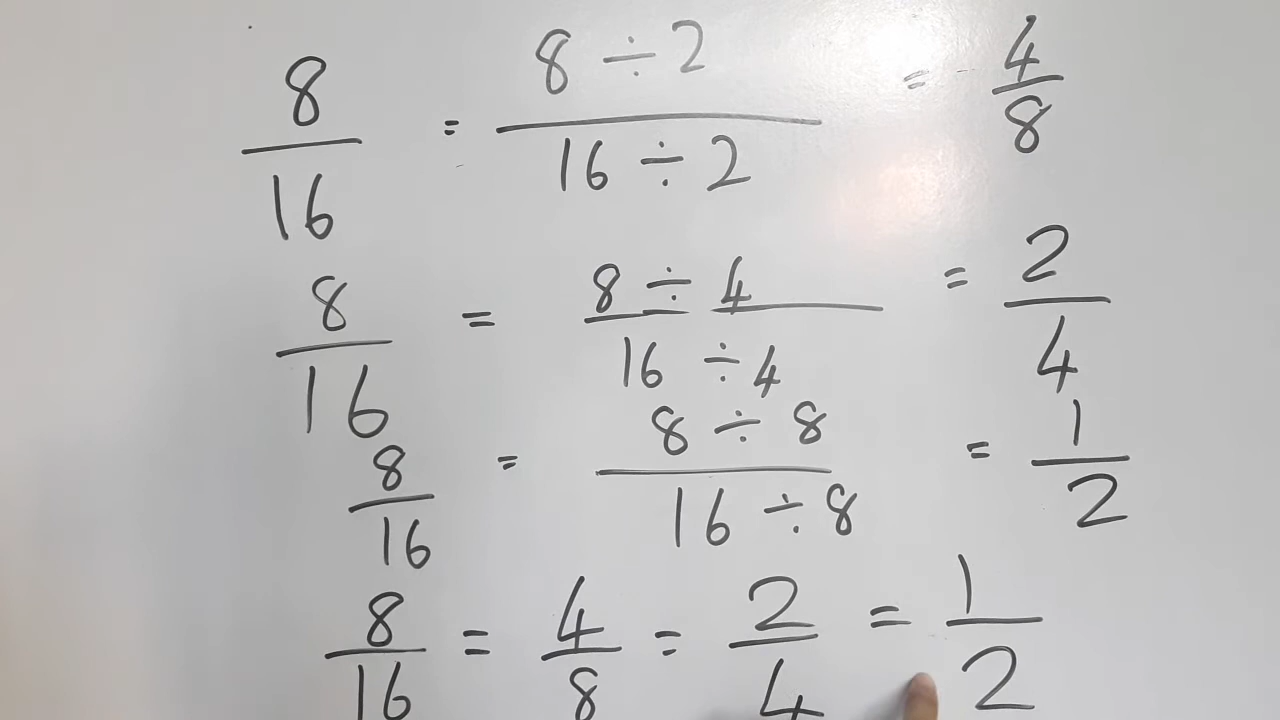 8/16 = 8 ÷ 2/16 ÷ 2 = 4/8
8/16 = 8 ÷ 4/16 ÷ 4 = 2/4
8/16 = 8 ÷ 8/16 ÷ 8 = 1/2
8/16 = 4/8 = 2/4 = 1/2